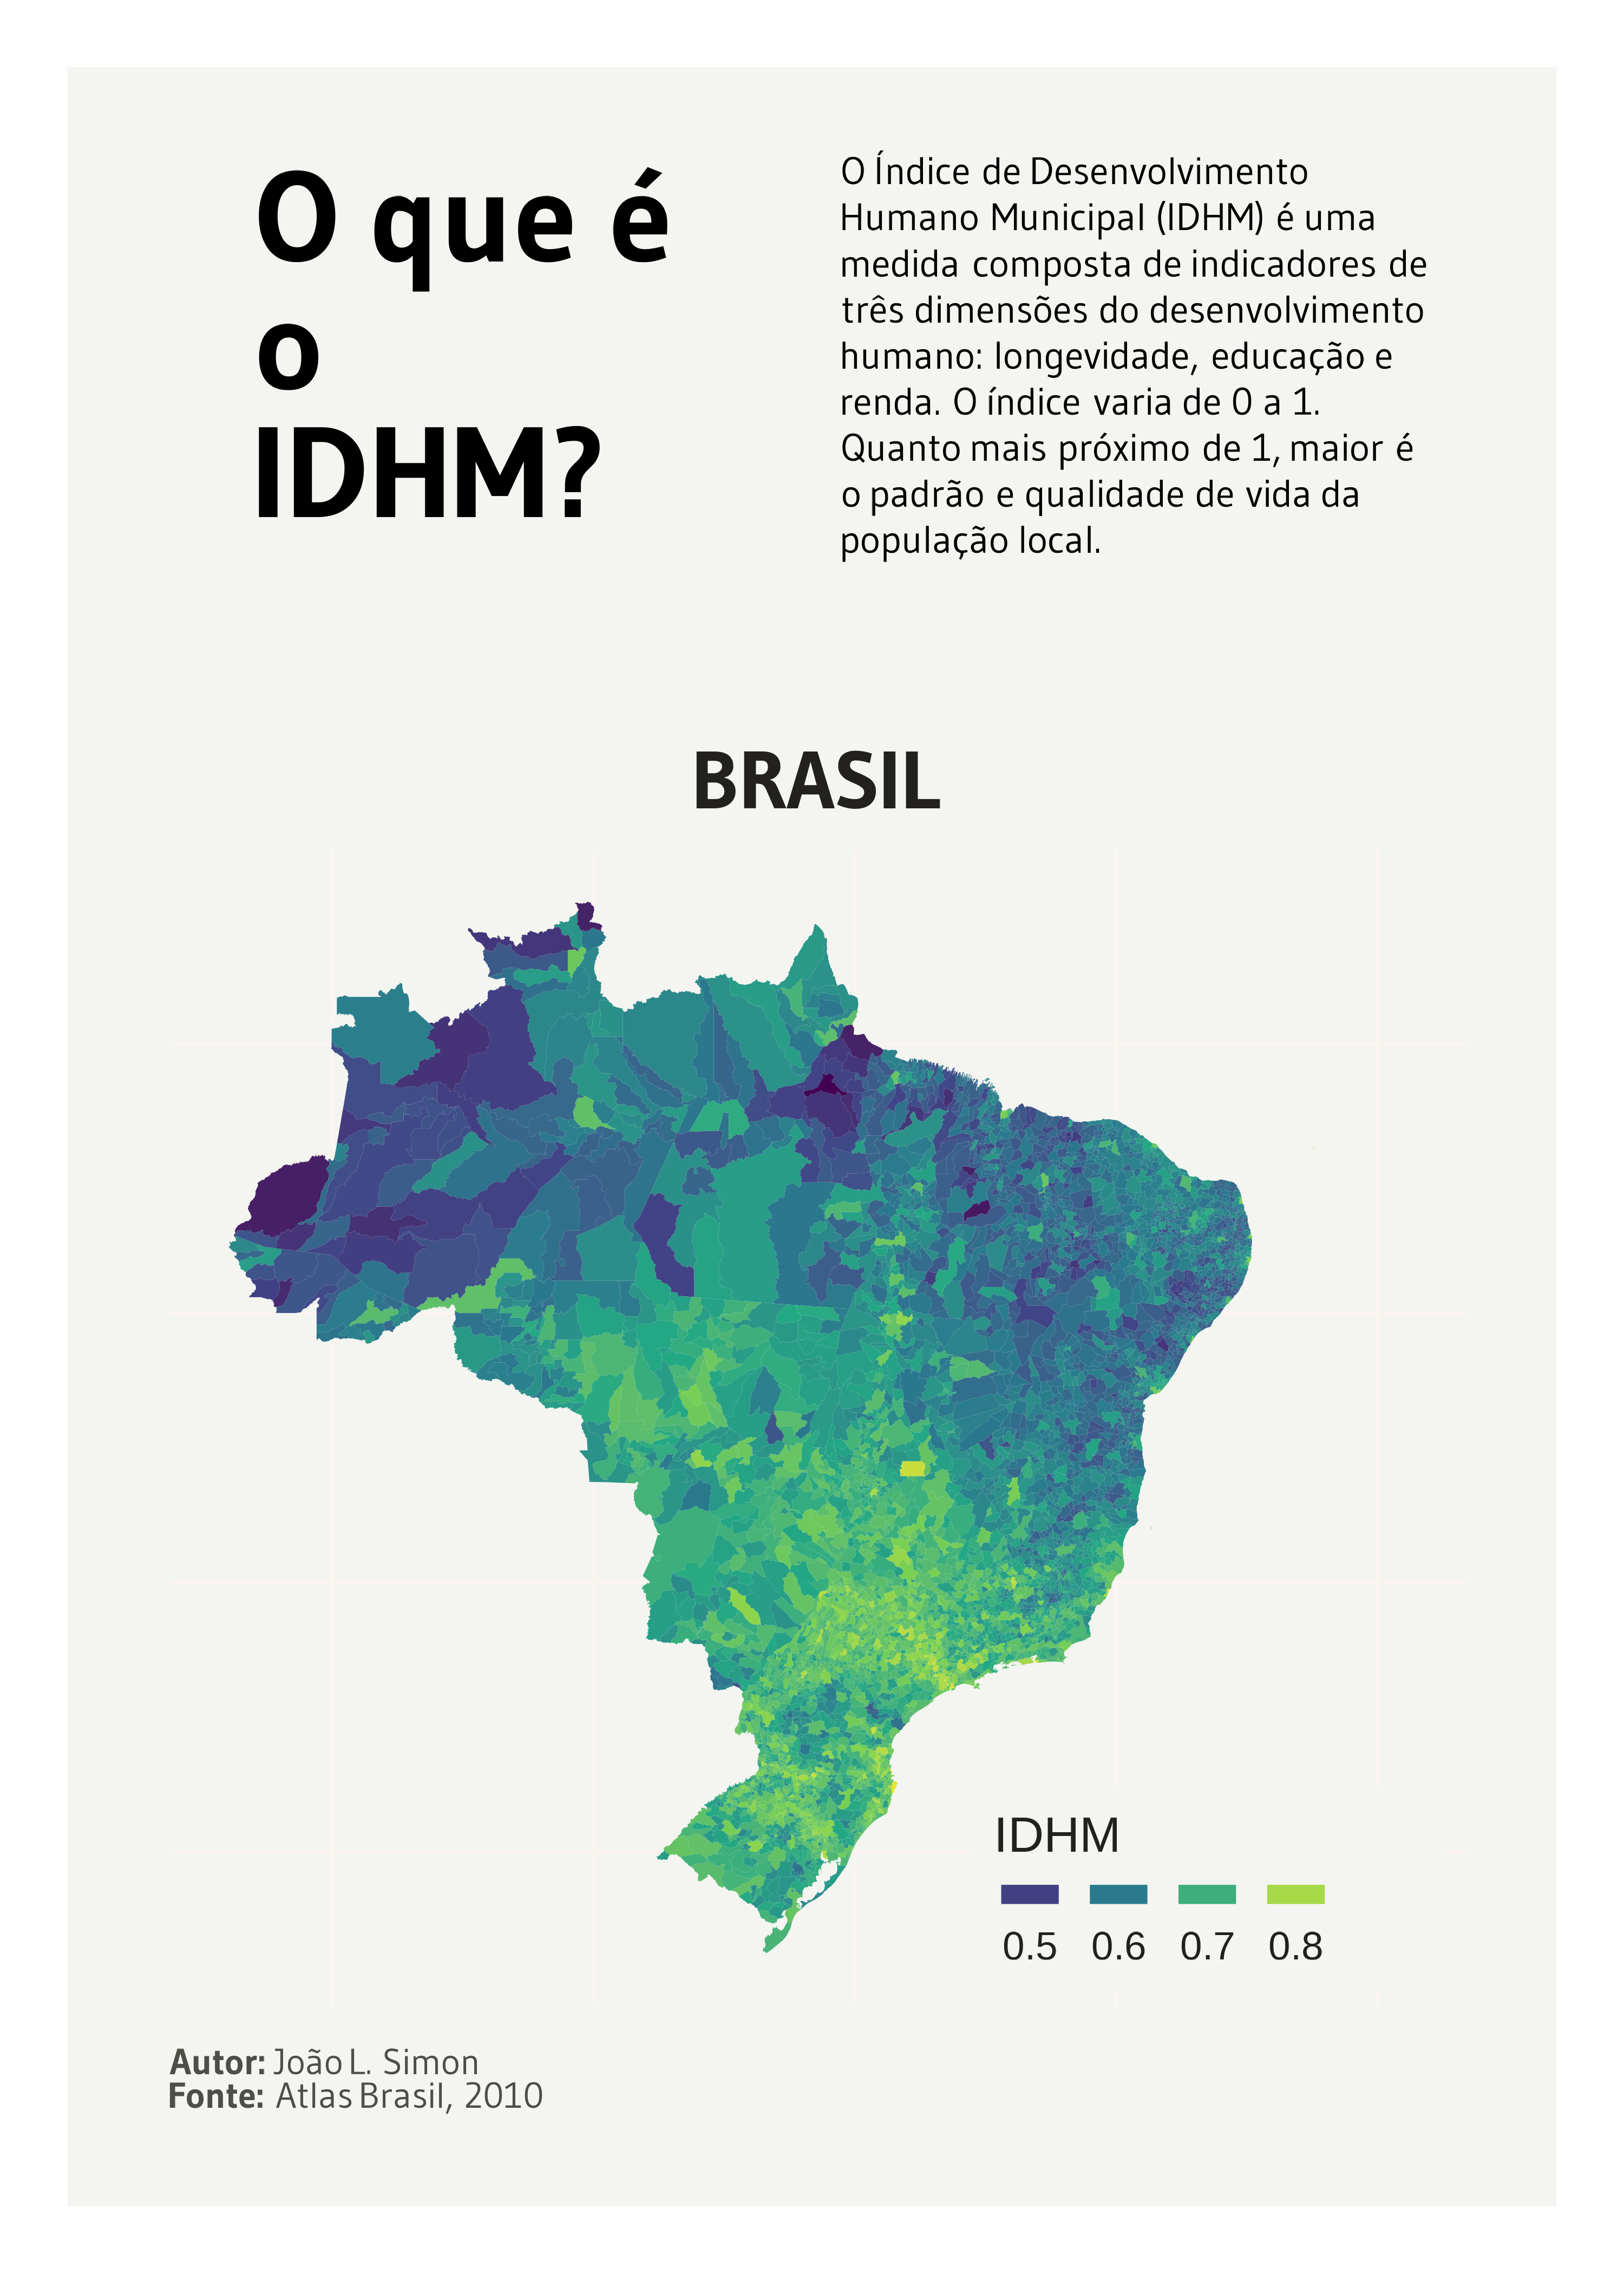 O que é
o
IDHM?
O Índice de Desenvolvimento
Humano Municipal (IDHM) é uma
medida composta de indicadores de
três dimensões do desenvolvimento
humano: longevidade, educação e
renda. O índice varia de 0 a 1.
Quanto mais próximo de 1, maior é
o padrão e qualidade de vida da
população local.
BRASIL
IDHM
0.5 0.6 0.7 0.8
Autor: João L. Simon
Fonte: Atlas Brasil, 2010